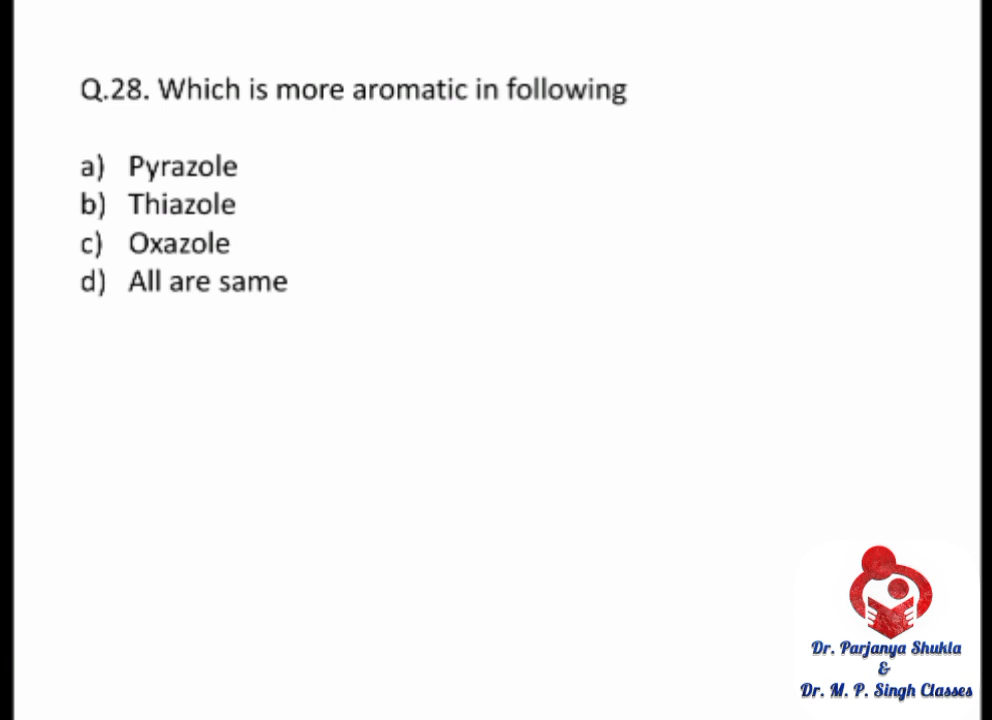 Q.28. Which is more aromatic in following
a) Pyrazole
b) Thiazole
c) Oxazole
d) All are same
Dr. Parjanya Shukla
&
Dr. M. P. Singh Classes